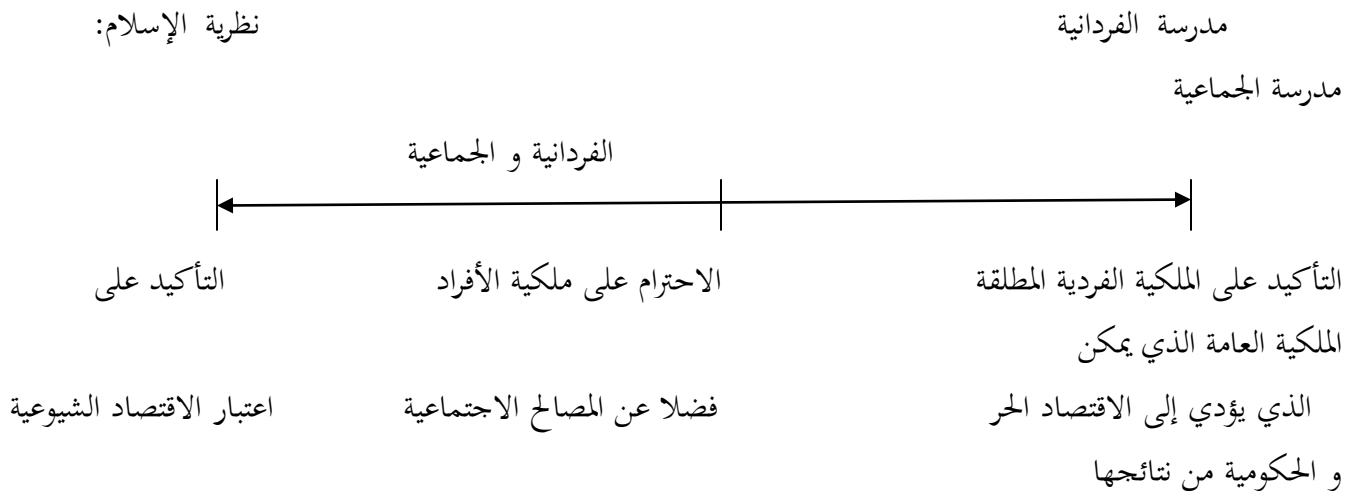 مدرسة الفردانية نظرية الإسلام:
مدرسة الجماعية
الفردانية و الجماعية
التأكيد على الملكية الفردية المطلقة الاحترام على ملكية الأفراد التأكيد على
الملكية العامة الذي يمكن
الذي يؤدي إلى الاقتصاد الحر فضلا عن المصالح الاجتماعية اعتبار الاقتصاد الشيوعية
و الحكومية من نتائجها